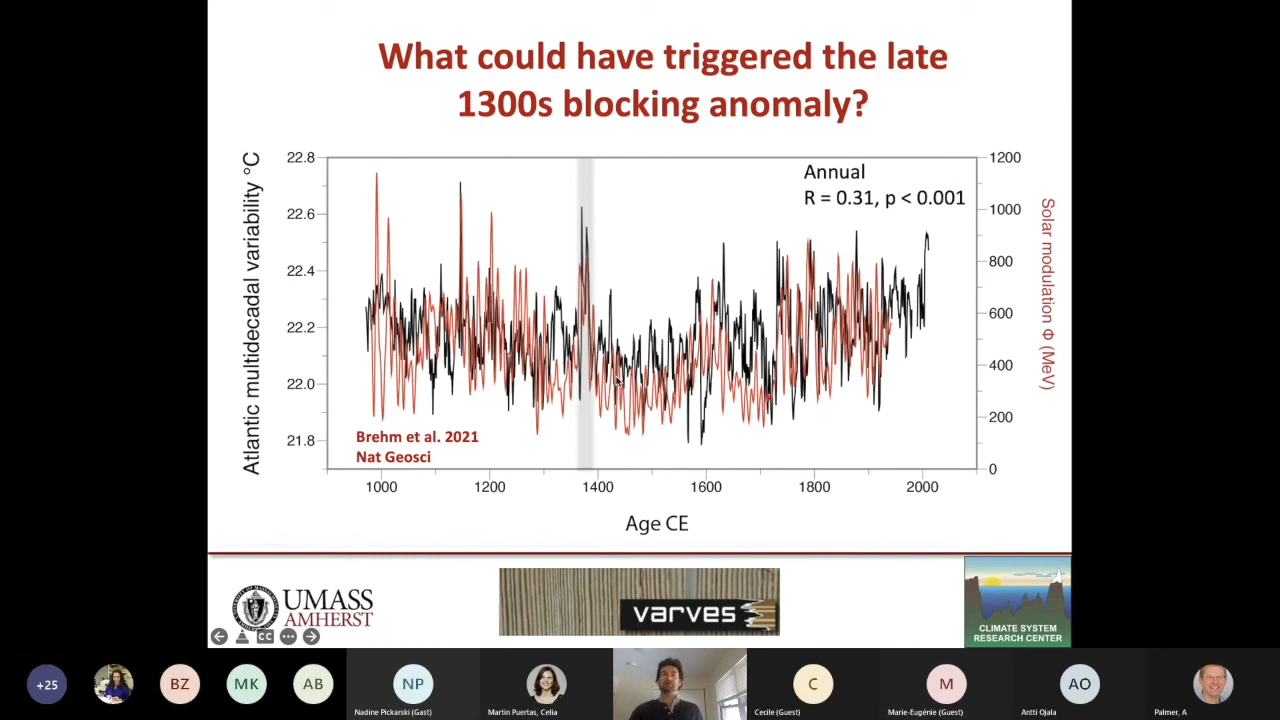 What could have triggered the late
1300s blocking anomaly?
Atlantic multidecadal variability °C
22.8
22.6
22.4
22.2
22.0
21.8
Annual
R = 0.31, p < 0.001
Brehm et al. 2021
Nat Geosci
1200
1000
800
600
400
200
0
Solar modulation Φ (MeV)
1000 1200 1400 1600 1800 2000
Age CE
UMASS
AMHERST
varves
CLIMATE SYSTEM
RESEARCH CENTER
CC
+25
BZ
MK
AB
NP
C
M
AO
Nadine Pickarski (Gast)
Martin Puertas, Celia
Cecile (Guest)
Marie-Eugénie (Guest)
Antti Ojala
Palmer, A